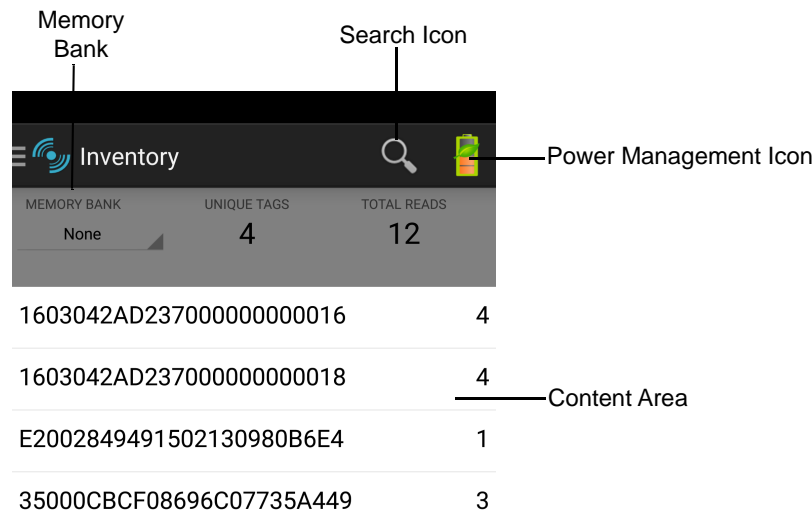 Memory
Bank
Search Icon
Inventory
Power Management Icon
MEMORY BANK UNIQUE TAGS TOTAL READS
None 4 12
1603042AD237000000000016 4
1603042AD237000000000018 4
Content Area
E2002849491502130980B6E4 1
35000CBCF08696C07735A449 3